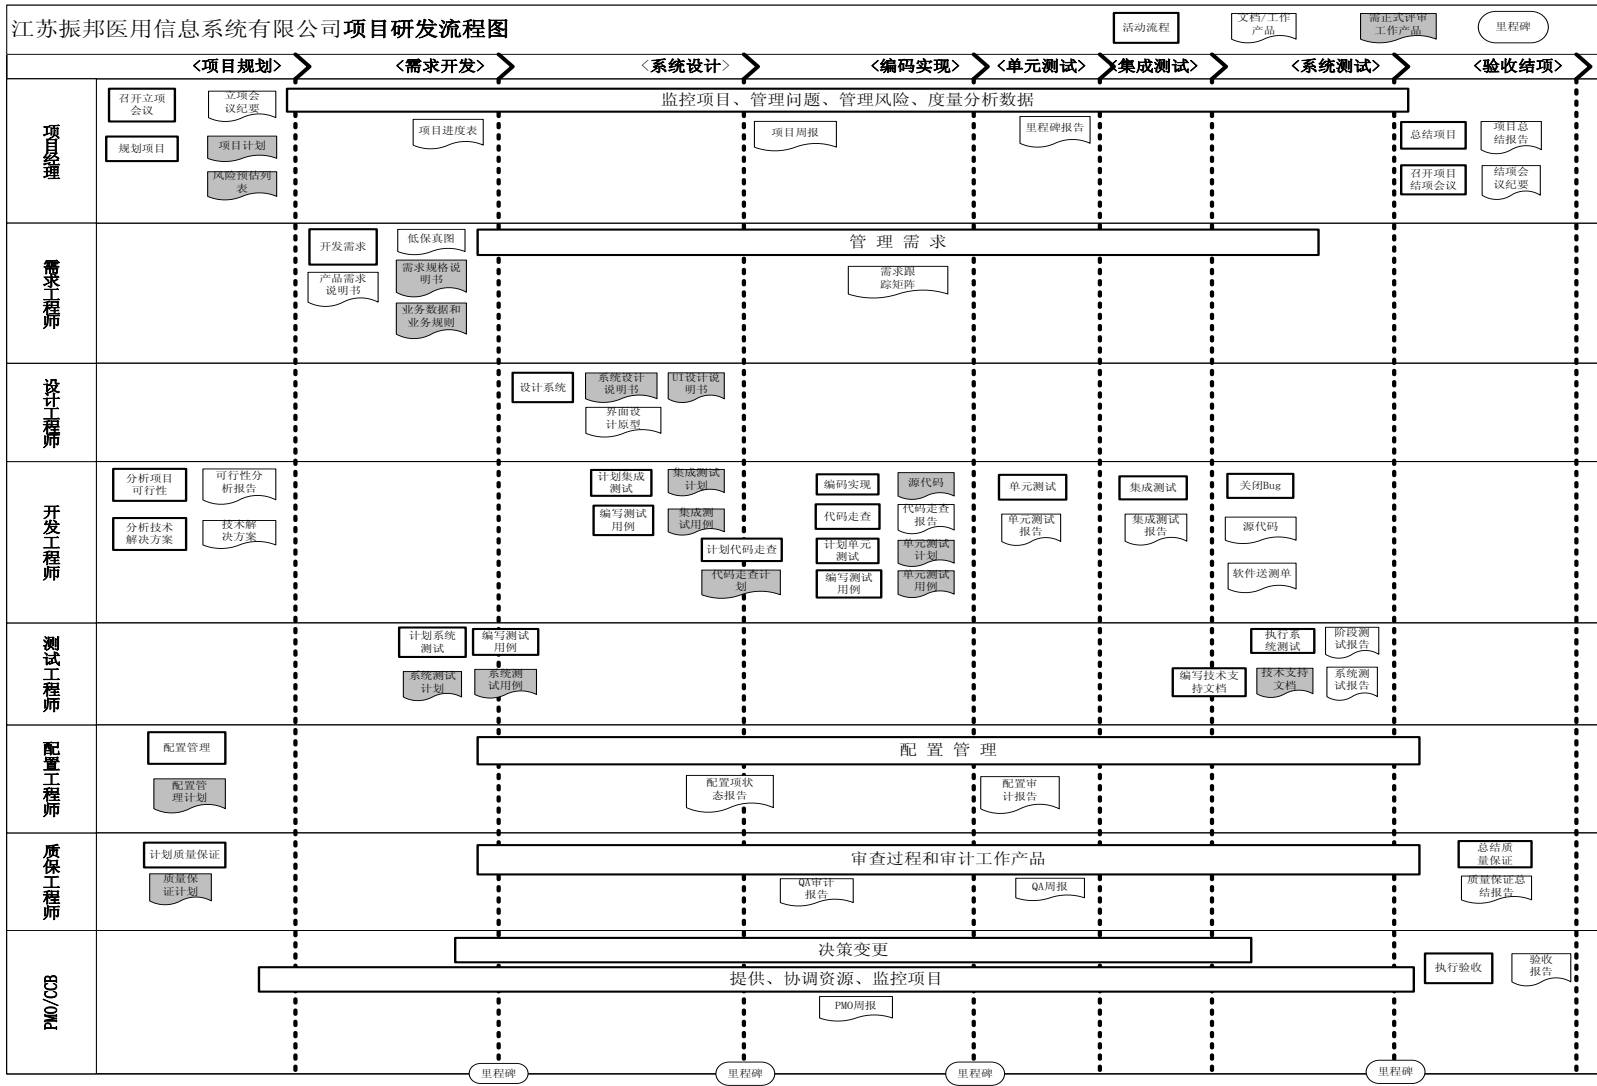 江苏振邦医用信息系统有限公司项目研发流程图
活动流程
文档/工作
产品
需正式评审
工作产品
里程碑
<项目规划>
<需求开发>
<系统设计>
<编码实现>
<单元测试>
<集成测试>
<系统测试>
<验收结项>
项目经理
召开立项
会议
立项会
议纪要
监控项目、管理问题、管理风险、度量分析数据
规划项目
项目计划
风险预估列
表
项目进度表
项目周报
里程碑报告
总结项目
项目总
结报告
召开项目
结项会议
结项会
议纪要
需求工程师
开发需求
低保真图
管理需求
产品需求
说明书
需求规格说
明书
业务数据和
业务规则
需求跟
踪矩阵
设计工程师
设计系统
系统设计
说明书
UI设计说
明书
界面设
计原型
开发工程师
分析项目
可行性
可行性分
析报告
分析技术
解决方案
技术解
决方案
计划集成
测试
集成测试
计划
编写测试
用例
集成测
试用例
计划代码走查
代码走查计
划
编码实现
源代码
代码走查
代码走查
报告
计划单元
测试
单元测试
计划
编写测试
用例
单元测试
用例
单元测试
单元测试
报告
集成测试
集成测试
报告
关闭Bug
源代码
软件送测单
测试工程师
计划系统
测试
编写测试
用例
系统测试
计划
系统测
试用例
执行系
统测试
阶段测
试报告
编写技术支
持文档
技术支持
文档
系统测
试报告
配置工程师
配置管理
配置管理
配置管
理计划
配置项状
态报告
配置审
计报告
质保工程师
计划质量保证
审查过程和审计工作产品
总结质
量保证
质量保
证计划
QA审计
报告
QA周报
质量保证总
结报告
PMO/CCB
决策变更
提供、协调资源、监控项目
执行验收
验收
报告
PMO周报
里程碑
里程碑
里程碑
里程碑